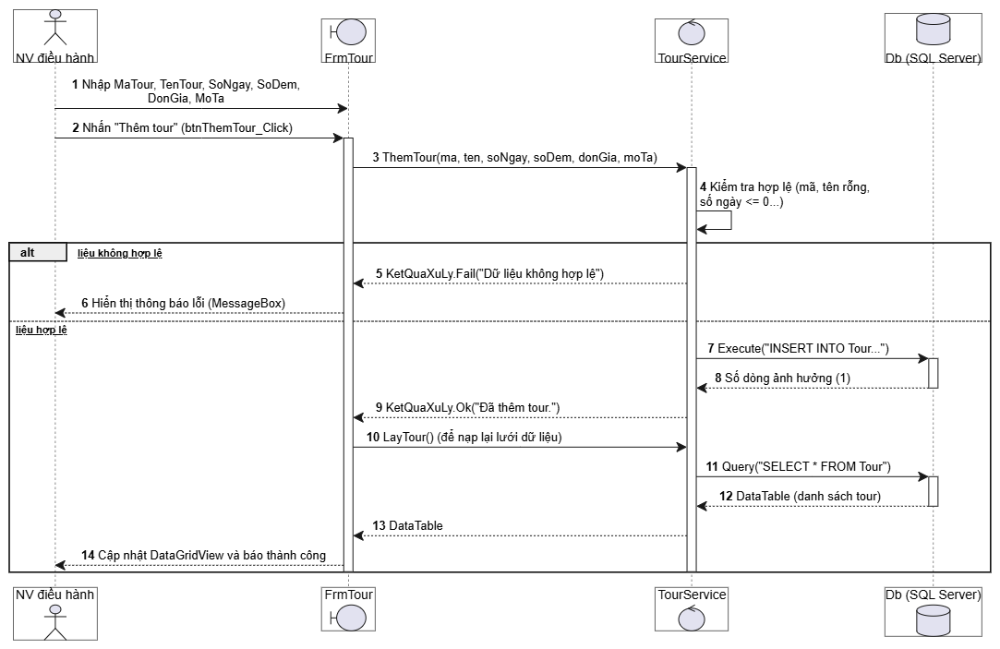 NV điều hành
FrmTour
TourService
Db (SQL Server)
1 Nhập MaTour, TenTour, SoNgay, SoDem,
DonGia, MoTa
2 Nhấn "Thêm tour" (btnThemTour_Click)
3 ThemTour(ma, ten, soNgay, soDem, donGia, moTa)
4 Kiểm tra hợp lệ (mã, tên rỗng,
số ngày <= 0...)
alt
liệu không hợp lệ
5 KetQuaXuLy.Fail("Dữ liệu không hợp lệ")
6 Hiển thị thông báo lỗi (MessageBox)
liệu hợp lệ
7 Execute("INSERT INTO Tour...")
8 Số dòng ảnh hưởng (1)
9 KetQuaXuLy.Ok("Đã thêm tour.")
10 LayTour() (để nạp lại lưới dữ liệu)
11 Query("SELECT * FROM Tour")
12 DataTable (danh sách tour)
13 DataTable
14 Cập nhật DataGridView và báo thành công
NV điều hành
FrmTour
TourService
Db (SQL Server)